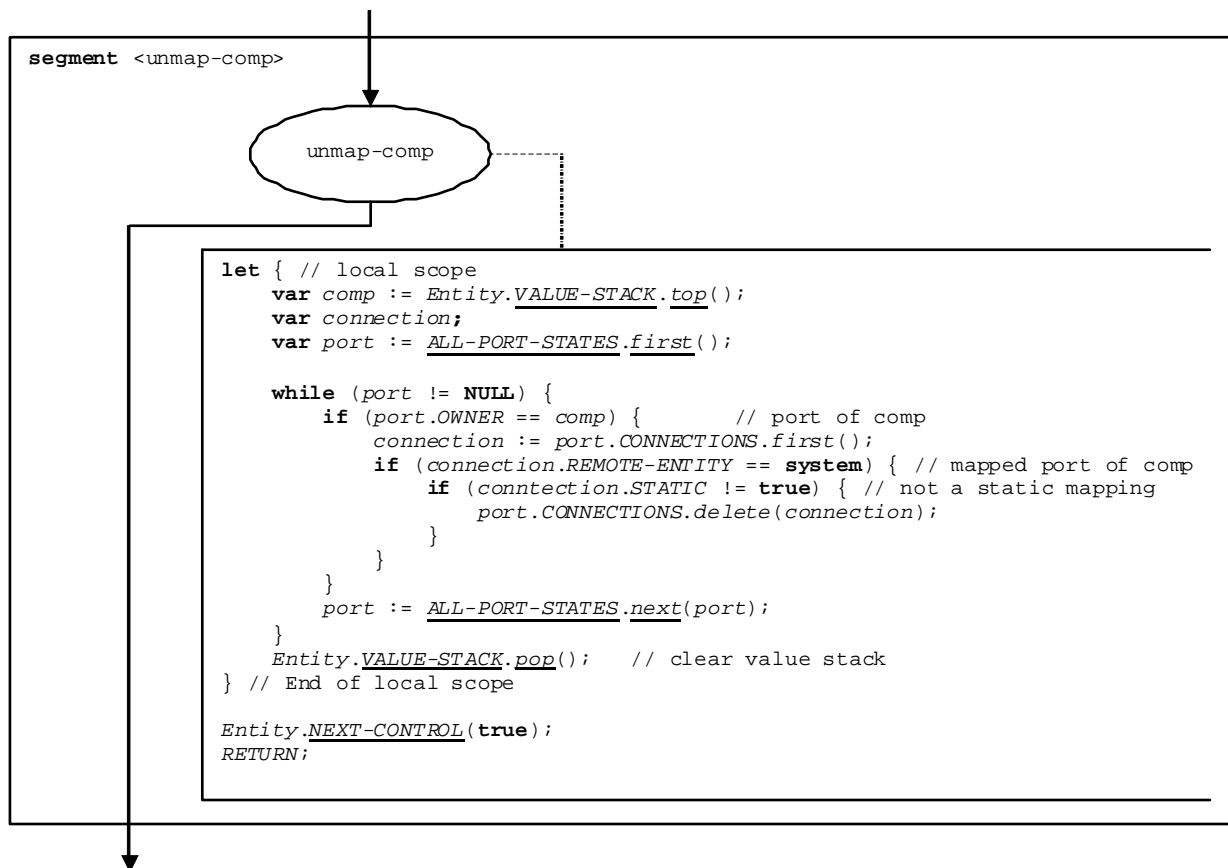 segment <unmap-comp>
unmap-comp
let { // local scope
var comp := Entity.VALUE-STACK.top();
var connection;
var port := ALL-PORT-STATES.first();
while (port != NULL) {
if (port.OWNER == comp) { // port of comp
connection := port.CONNECTIONS.first();
if (connection.REMOTE-ENTITY == system) { // mapped port of comp
if (conntection.STATIC != true) { // not a static mapping
port.CONNECTIONS.delete(connection);
}
}
}
port := ALL-PORT-STATES.next(port);
}
Entity.VALUE-STACK.pop(); // clear value stack
} // End of local scope
Entity.NEXT-CONTROL(true);
RETURN;